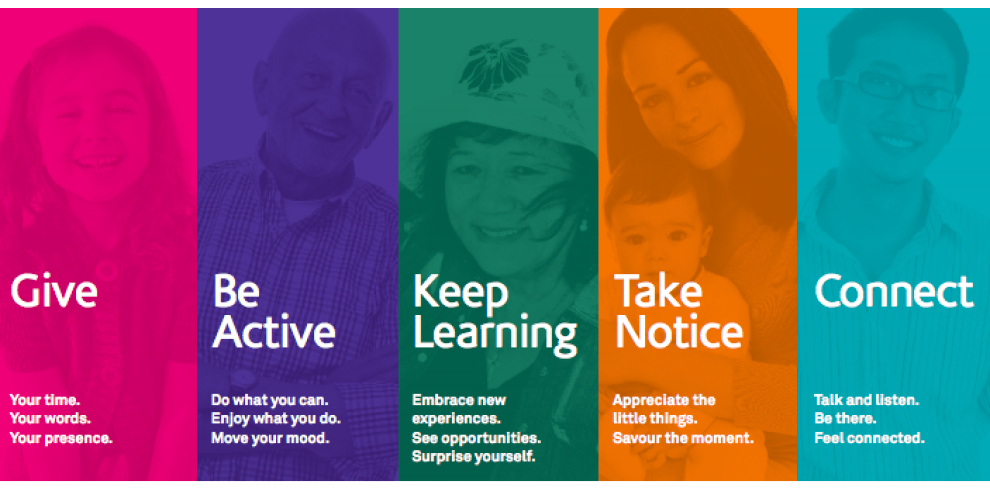 Give
Your time.
Your words.
Your presence.
Be
Active
Do what you can.
Enjoy what you do.
Move your mood.
Keep
Learning
Embrace new
experiences.
See opportunities.
Surprise yourself.
Take
Notice
Appreciate the
little things.
Savour the moment.
Connect
Talk and listen.
Be there.
Feel connected.